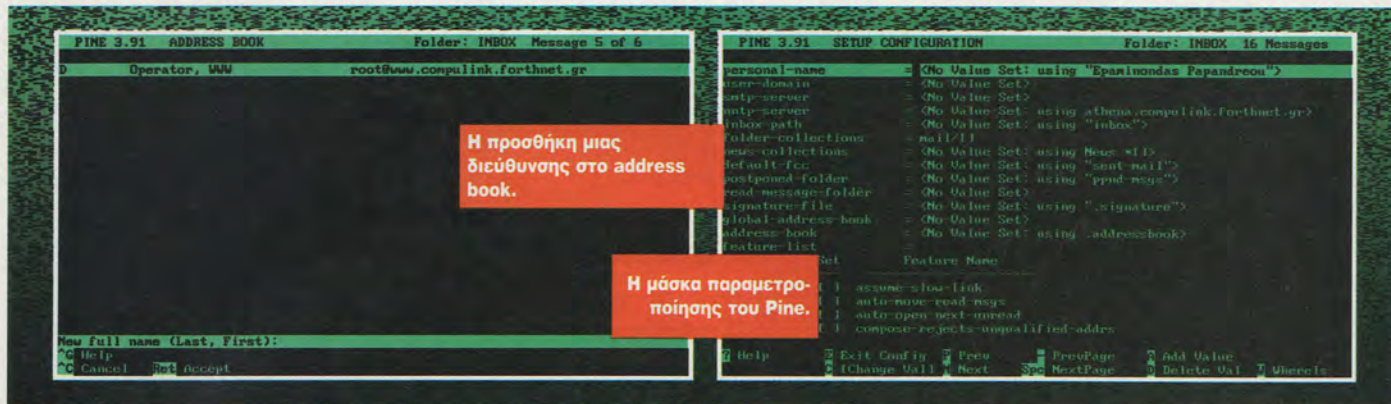 PINE 3.91 ADDRESS BOOK Folder: INBOX Message 5 of 6
D Operator, WWW root@www.compulink.forthnet.gr
Η προσθήκη μιας
διεύθυνσης στο address
book.
New full name (Last, First):
^G Help
^C Cancel Ret Accept
PINE 3.91 SETUP CONFIGURATION Folder: INBOX 16 Messages
personal-name = <No Value Set: using "Epaminondas Papandreou">
user-domain = <No Value Set>
smtp-server = <No Value Set>
nntp-server = <No Value Set: using athena.compulink.forthnet.gr>
inbox-path = <No Value Set: using "inbox">
folder-collections = mail/[]
news-collections = <No Value Set: using News *[]>
default-fcc = <No Value Set: using "sent-mail">
postponed-folder = <No Value Set: using "ppnd-msgs">
read-message-folder = <No Value Set>
signature-file = <No Value Set: using ".signature">
global-address-book = <No Value Set>
address-book = <No Value Set: using .addressbook>
feature-list =
Set Feature Name
[ ] assume-slow-link
[ ] auto-move-read-msgs
[ ] auto-open-next-unread
[ ] compose-rejects-unqualified-addrs
Η μάσκα παραμετρο-
ποίησης του Pine.
? Help E Exit Config P Prev - PrevPage A Add Value
C [Change Val] N Next Spc NextPage D Delete Val W WhereIs